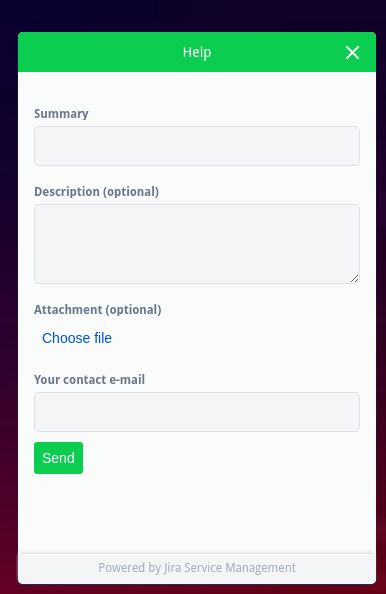 Help
Summary
Description (optional)
Attachment (optional)
Choose file
Your contact e-mail
Send
Powered by Jira Service Management